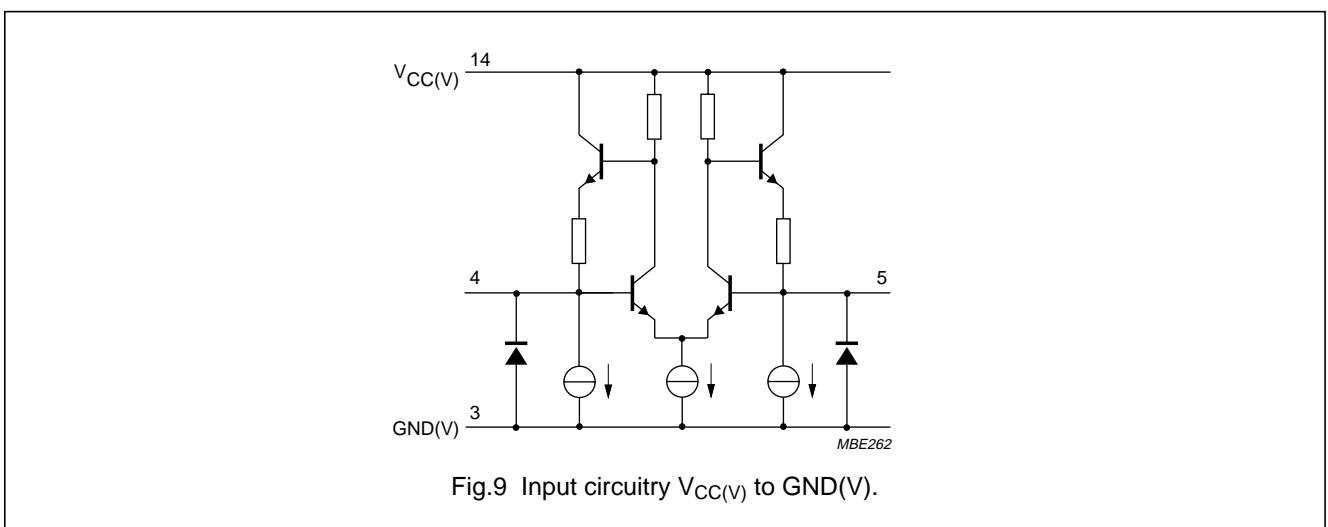 V_CC(V) 14
4
5
GND(V) 3
MBE262
Fig.9 Input circuitry V_CC(V) to GND(V).